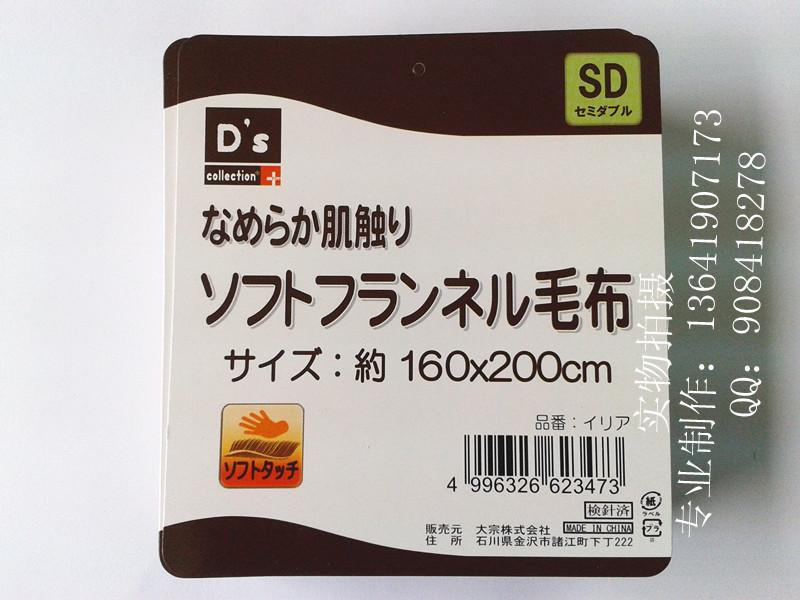 SD
セミダブル
D's
collection
なめらか肌触り
ソフトフランネル毛布
サイズ：約 160x200cm
ソフトタッチ
品番：イリア
4 996326 623473
検針済
紙
ラベル
プラ
MADE IN CHINA
販売元 大宗株式会社
住所 石川県金沢市諸江町下丁222
实物拍摄
专业制作：13641907173
QQ：908418278